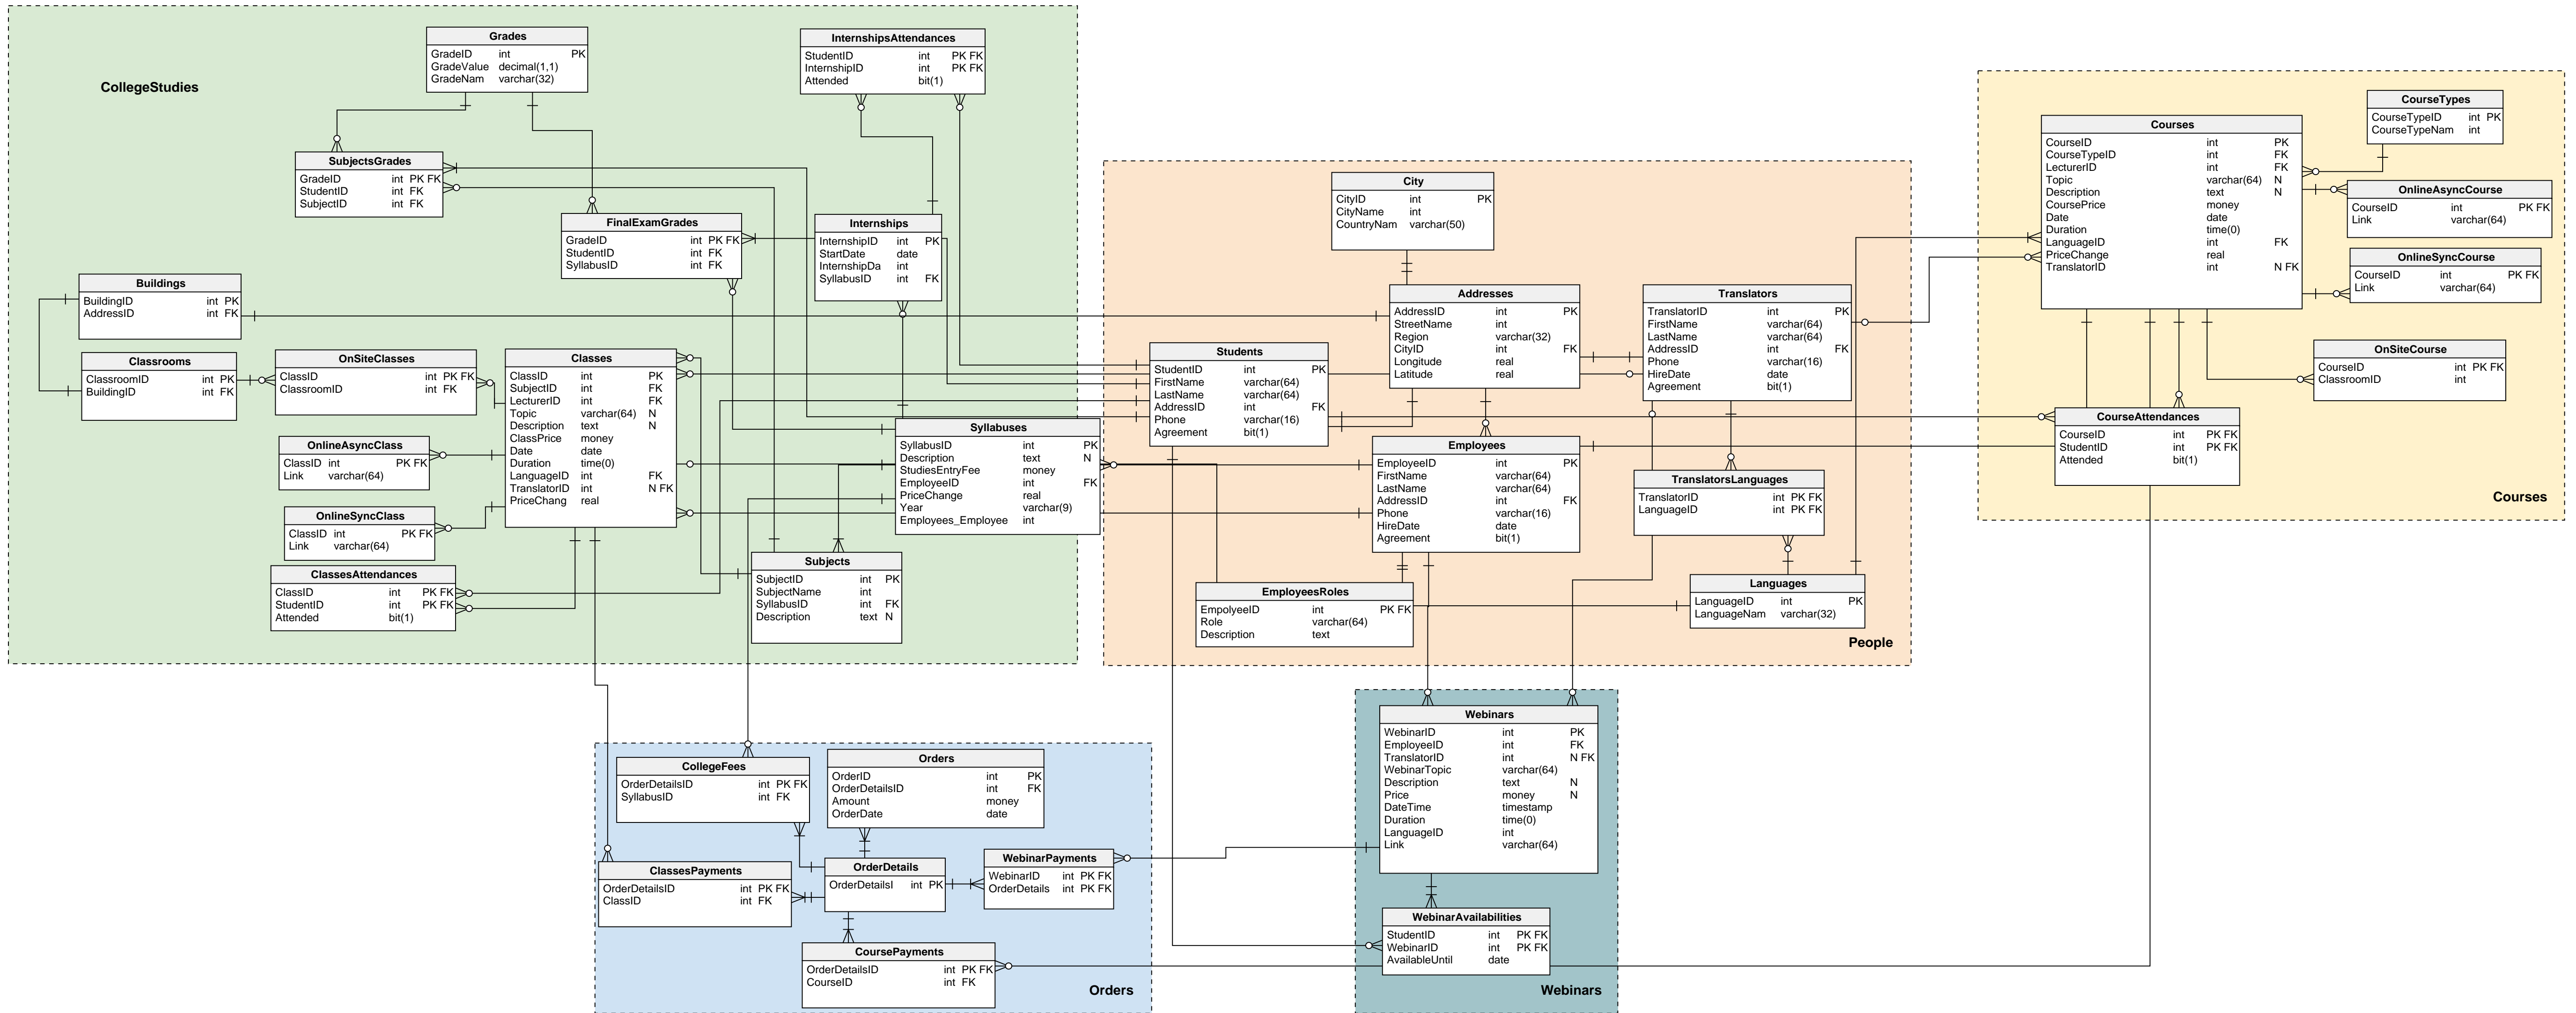 CollegeStudies
Grades
GradeID int PK
GradeValue decimal(1,1)
GradeNam varchar(32)
InternshipsAttendances
StudentID int PK FK
InternshipID int PK FK
Attended bit(1)
SubjectsGrades
GradeID int PK FK
StudentID int FK
SubjectID int FK
FinalExamGrades
GradeID int PK FK
StudentID int FK
SyllabusID int FK
Internships
InternshipID int PK
StartDate date
InternshipDa int
SyllabusID int FK
Buildings
BuildingID int PK
AddressID int FK
Classrooms
ClassroomID int PK
BuildingID int FK
OnSiteClasses
ClassID int PK FK
ClassroomID int FK
Classes
ClassID int PK
SubjectID int FK
LecturerID int FK
Topic varchar(64) N
Description text N
ClassPrice money
Date date
Duration time(0)
LanguageID int FK
TranslatorID int N FK
PriceChang real
OnlineAsyncClass
ClassID int PK FK
Link varchar(64)
OnlineSyncClass
ClassID int PK FK
Link varchar(64)
ClassesAttendances
ClassID int PK FK
StudentID int PK FK
Attended bit(1)
Syllabuses
SyllabusID int PK
Description text N
StudiesEntryFee money
EmployeeID int FK
PriceChange real
Year varchar(9)
Employees_Employee int
Subjects
SubjectID int PK
SubjectName int
SyllabusID int FK
Description text N
City
CityID int PK
CityName int
CountryNam varchar(50)
Addresses
AddressID int PK
StreetName int
Region varchar(32)
CityID int FK
Longitude real
Latitude real
Translators
TranslatorID int PK
FirstName varchar(64)
LastName varchar(64)
AddressID int FK
Phone varchar(16)
HireDate date
Agreement bit(1)
Students
StudentID int PK
FirstName varchar(64)
LastName varchar(64)
AddressID int FK
Phone varchar(16)
Agreement bit(1)
Employees
EmployeeID int PK
FirstName varchar(64)
LastName varchar(64)
AddressID int FK
Phone varchar(16)
HireDate date
Agreement bit(1)
TranslatorsLanguages
TranslatorID int PK FK
LanguageID int PK FK
EmployeesRoles
EmpolyeeID int PK FK
Role varchar(64)
Description text
Languages
LanguageID int PK
LanguageNam varchar(32)
People
Courses
CourseID int PK
CourseTypeID int FK
LecturerID int FK
Topic varchar(64) N
Description text N
CoursePrice money
Date date
Duration time(0)
LanguageID int FK
PriceChange real
TranslatorID int N FK
CourseTypes
CourseTypeID int PK
CourseTypeNam int
OnlineAsyncCourse
CourseID int PK FK
Link varchar(64)
OnlineSyncCourse
CourseID int PK FK
Link varchar(64)
OnSiteCourse
CourseID int PK FK
ClassroomID int
CourseAttendances
CourseID int PK FK
StudentID int PK FK
Attended bit(1)
Courses
CollegeFees
OrderDetailsID int PK FK
SyllabusID int FK
Orders
OrderID int PK
OrderDetailsID int FK
Amount money
OrderDate date
ClassesPayments
OrderDetailsID int PK FK
ClassID int FK
OrderDetails
OrderDetailsI int PK
WebinarPayments
WebinarID int PK FK
OrderDetails int PK FK
CoursePayments
OrderDetailsID int PK FK
CourseID int FK
Orders
Webinars
WebinarID int PK
EmployeeID int FK
TranslatorID int N FK
WebinarTopic varchar(64)
Description text N
Price money N
DateTime timestamp
Duration time(0)
LanguageID int
Link varchar(64)
WebinarAvailabilities
StudentID int PK FK
WebinarID int PK FK
AvailableUntil date
Webinars